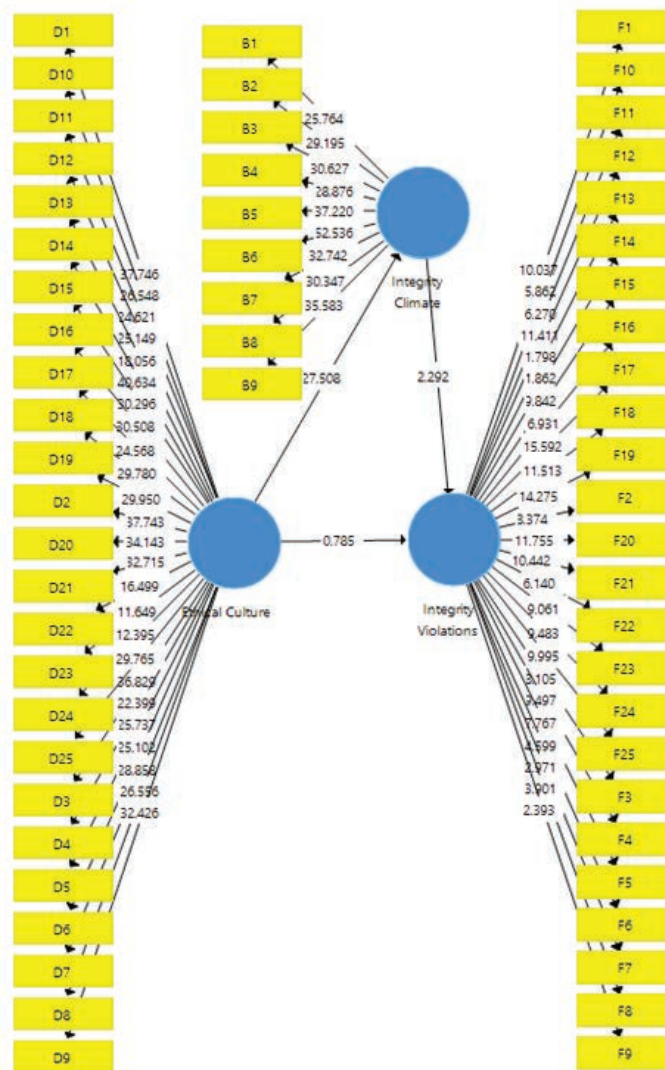 D1
D10
D11
D12
D13
D14
D15
D16
D17
D18
D19
D2
D20
D21
D22
D23
D24
D25
D3
D4
D5
D6
D7
D8
D9
37.746
26.548
24.621
25.149
18.056
40.634
30.296
30.508
24.568
29.780
29.950
37.743
34.143
32.715
16.499
11.649
12.395
29.765
36.829
22.399
25.737
25.102
28.859
26.556
32.426
Ethical Culture
B1
B2
B3
B4
B5
B6
B7
B8
B9
25.764
29.195
30.627
28.876
37.220
52.536
32.742
30.347
35.583
Integrity
Climate
27.508
2.292
0.785
Integrity
Violations
10.037
5.862
6.270
11.411
1.798
1.862
9.842
6.931
15.592
11.513
14.275
3.374
11.755
10.442
6.140
9.061
9.483
9.995
3.105
3.497
7.767
4.599
2.971
3.901
2.393
F1
F10
F11
F12
F13
F14
F15
F16
F17
F18
F19
F2
F20
F21
F22
F23
F24
F25
F3
F4
F5
F6
F7
F8
F9